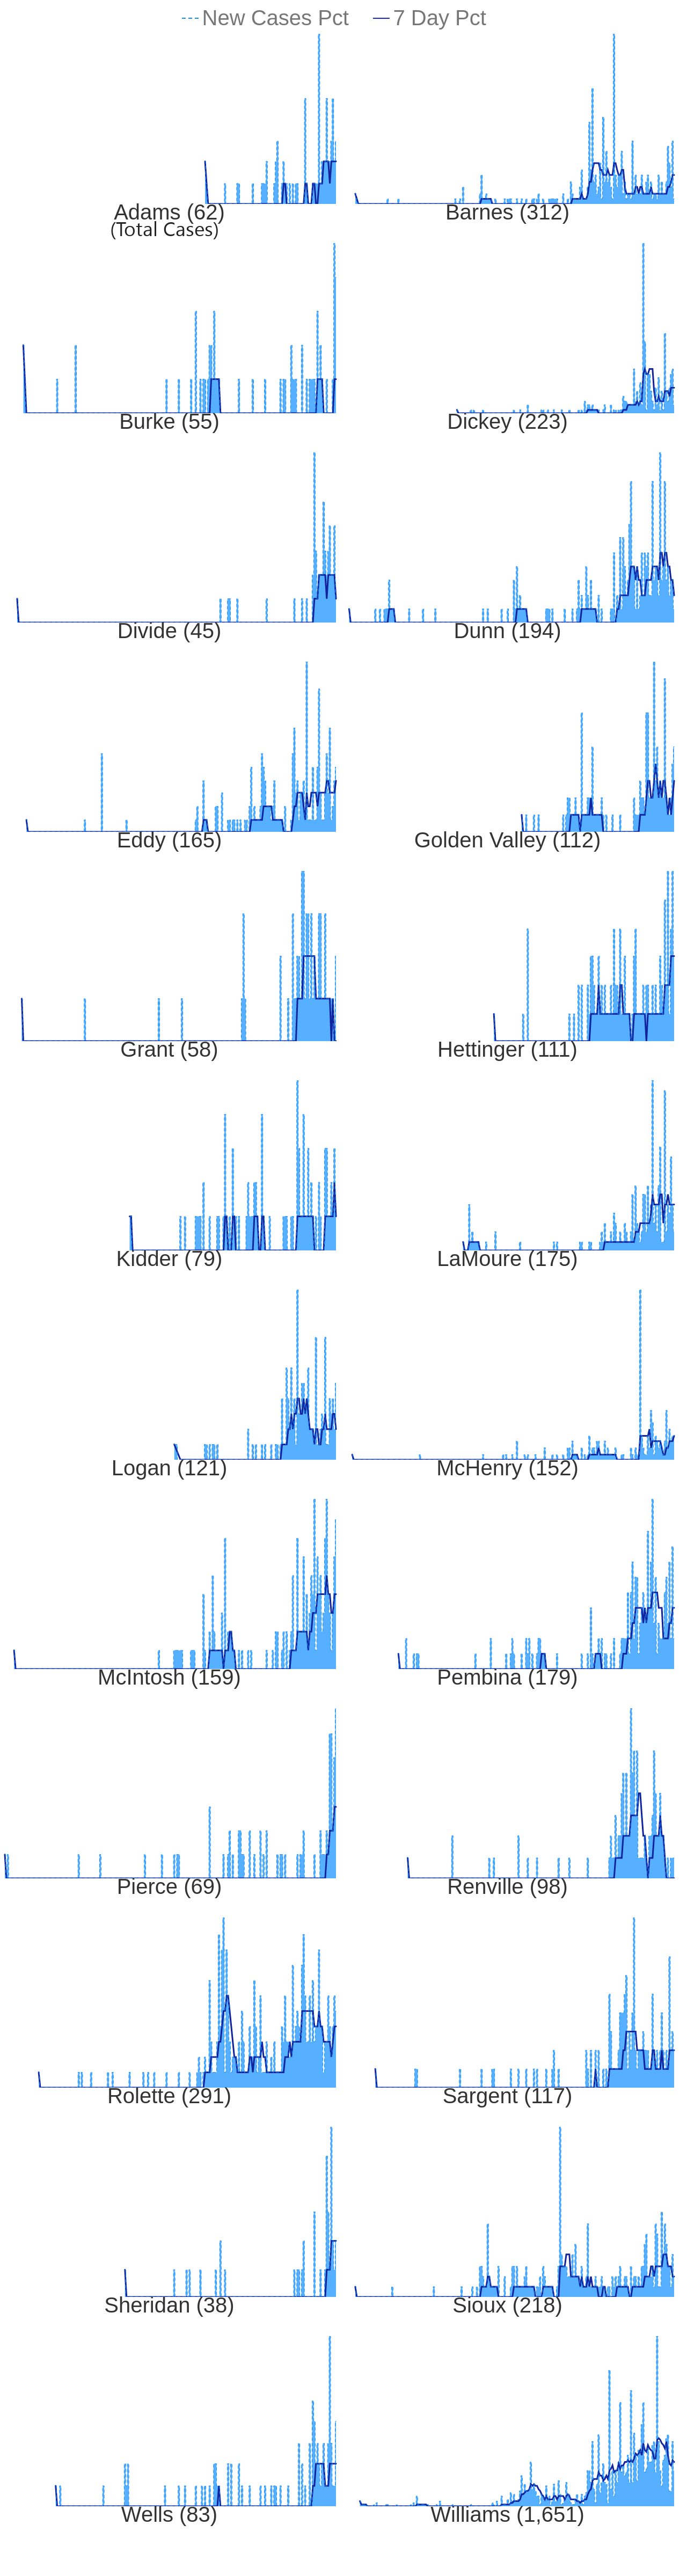 New Cases Pct 7 Day Pct
Adams (62) Barnes (312)
(Total Cases)
Burke (55) Dickey (223)
Divide (45) Dunn (194)
Eddy (165) Golden Valley (112)
Grant (58) Hettinger (111)
Kidder (79) LaMoure (175)
Logan (121) McHenry (152)
McIntosh (159) Pembina (179)
Pierce (69) Renville (98)
Rolette (291) Sargent (117)
Sheridan (38) Sioux (218)
Wells (83) Williams (1,651)